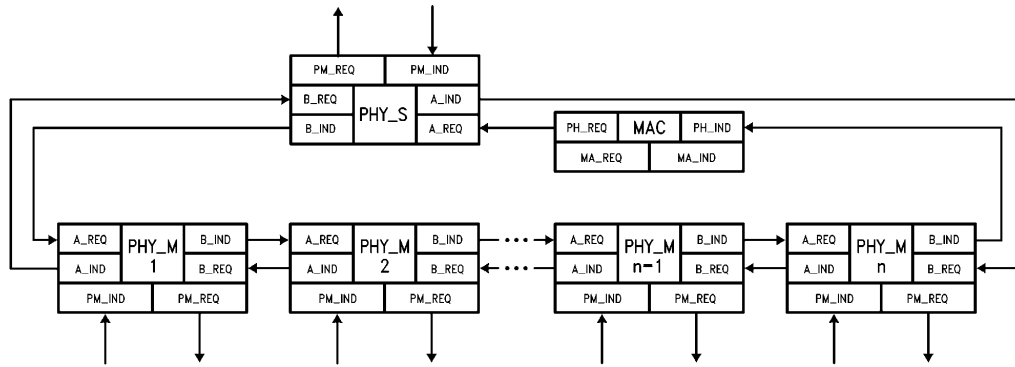 PM_REQ PM_IND
B_REQ PHY_S A_IND
B_IND A_REQ
PH_REQ MAC PH_IND
MA_REQ MA_IND
A_REQ PHY_M B_IND A_REQ PHY_M B_IND A_REQ PHY_M B_IND A_REQ PHY_M B_IND
A_IND 1 B_REQ A_IND 2 B_REQ A_IND n-1 B_REQ A_IND n B_REQ
PM_IND PM_REQ PM_IND PM_REQ PM_IND PM_REQ PM_IND PM_REQ